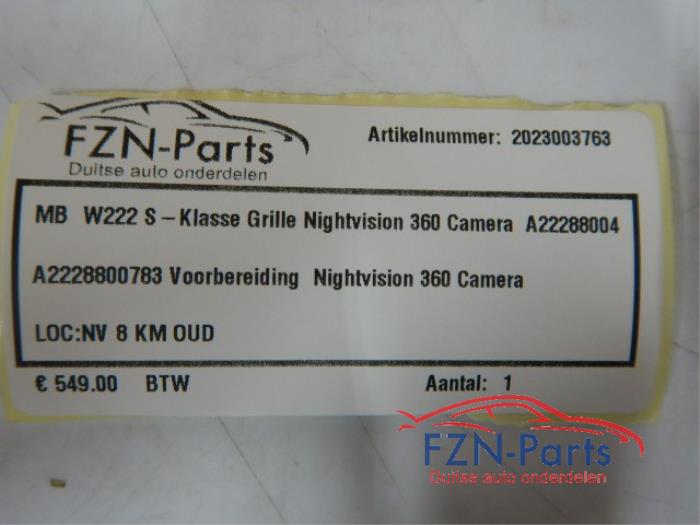 FZN-Parts
Duitse auto onderdelen
Artikelnummer: 2023003763
MB W222 S-Klasse Grille Nightvision 360 Camera A22288004
A2228800783 Voorbereiding Nightvision 360 Camera
LOC:NV 8 KM OUD
€ 549.00 BTW Aantal: 1
FZN-Parts
Duitse auto onderdelen